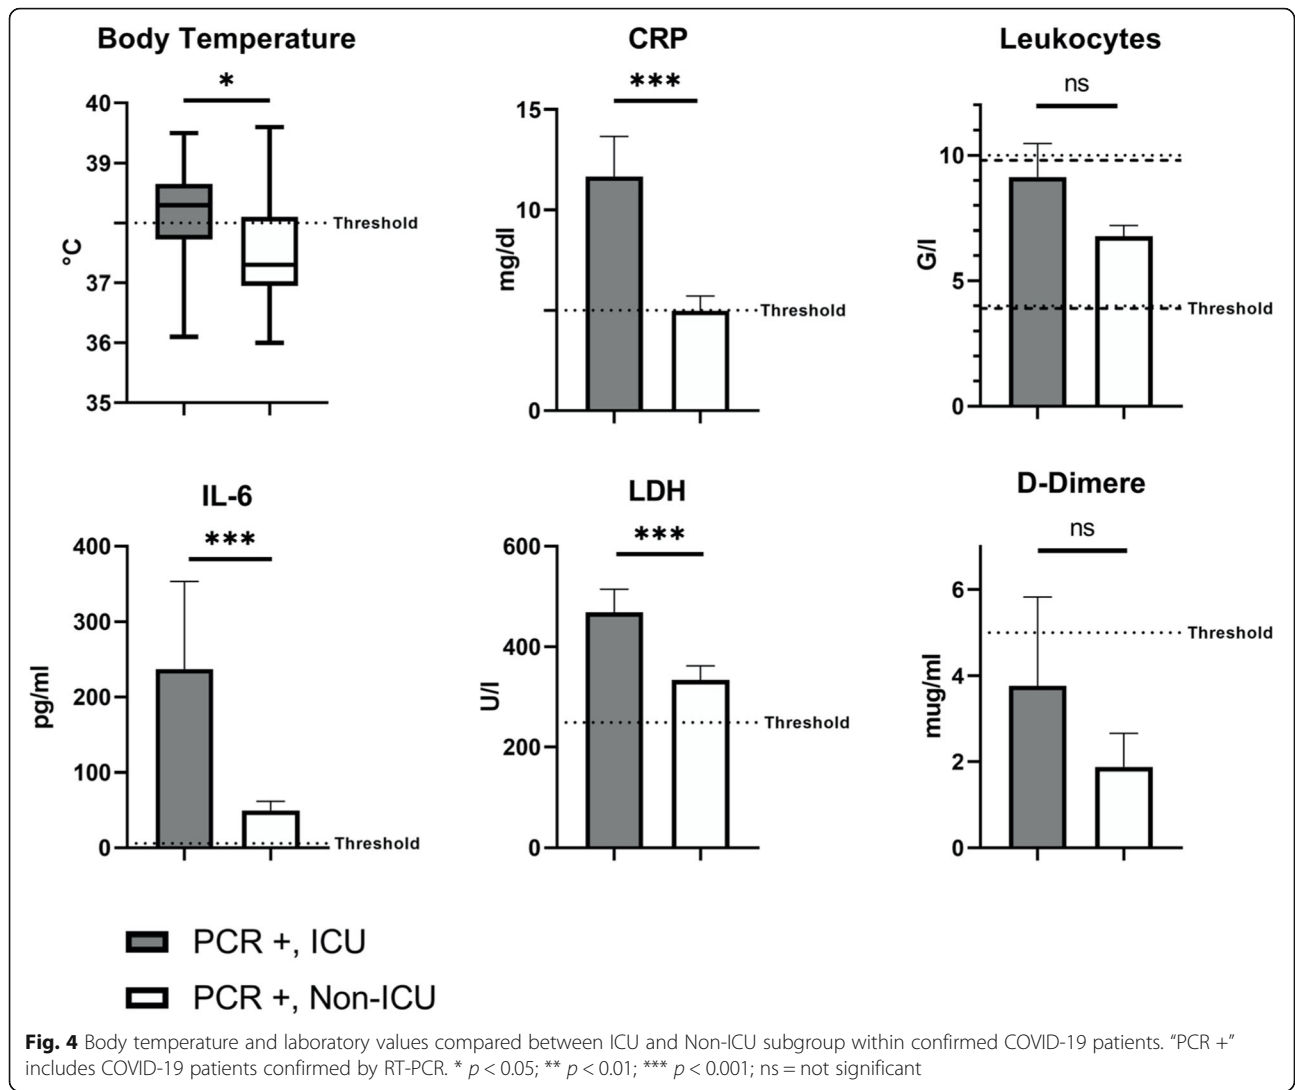 Body Temperature
*
40
39
37
36
35
°C
Threshold
CRP
***
15
10
0
mg/dl
Threshold
Leukocytes
ns
10
5
0
G/l
Threshold
IL-6
***
400
300
200
100
0
pg/ml
Threshold
LDH
***
600
400
200
0
U/l
Threshold
D-Dimere
ns
6
4
2
0
mug/ml
Threshold
PCR +, ICU
PCR +, Non-ICU
Fig. 4 Body temperature and laboratory values compared between ICU and Non-ICU subgroup within confirmed COVID-19 patients. “PCR +”
includes COVID-19 patients confirmed by RT-PCR. * p < 0.05; ** p < 0.01; *** p < 0.001; ns = not significant